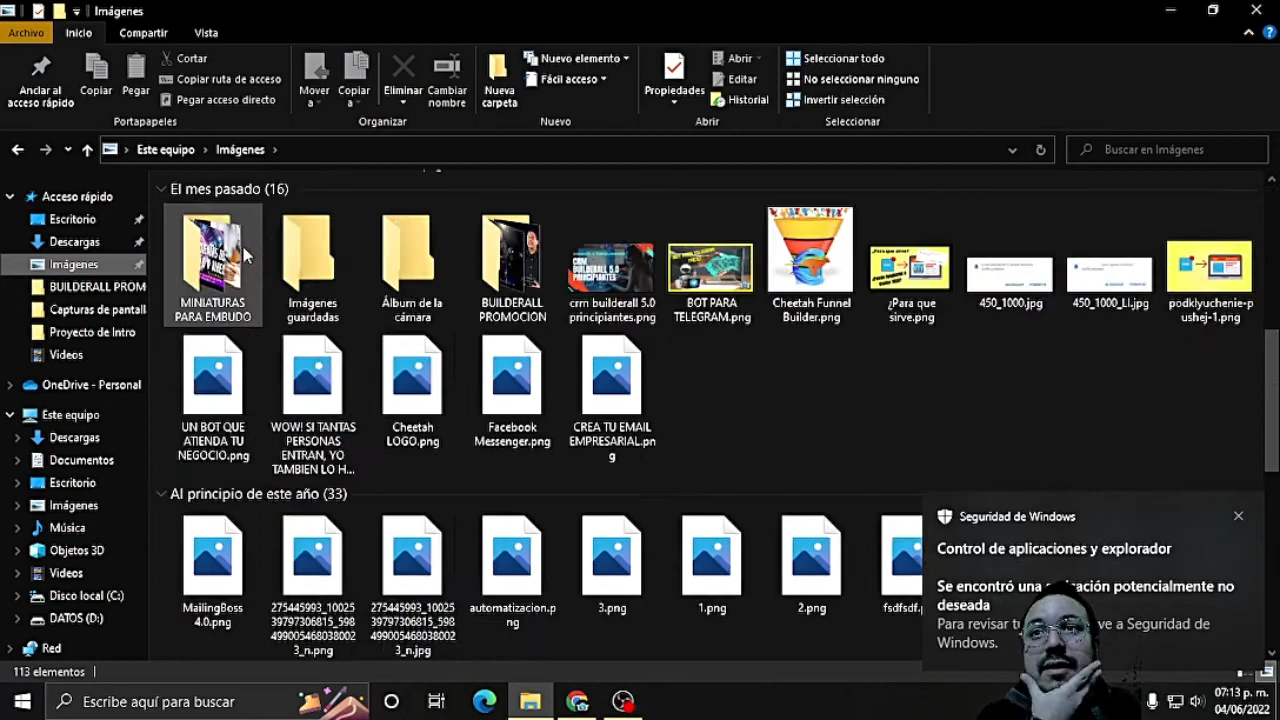 Imágenes
Archivo
Inicio
Compartir
Vista
Anclar al
acceso rápido
Copiar
Pegar
Cortar
Copiar ruta de acceso
Pegar acceso directo
Portapapeles
Mover
a
Copiar
a
Eliminar
Cambiar
nombre
Organizar
Nueva
carpeta
Nuevo elemento
Fácil acceso
Nuevo
Propiedades
Abrir
Editar
Historial
Abrir
Seleccionar todo
No seleccionar ninguno
Invertir selección
Seleccionar
Este equipo
Imágenes
Buscar en Imágenes
Acceso rápido
Escritorio
Descargas
Imágenes
BUILDERALL PROM
Capturas de pantall
Proyecto de Intro
Videos
OneDrive - Personal
Este equipo
Descargas
Documentos
Escritorio
Imágenes
Música
Objetos 3D
Videos
Disco local (C:)
DATOS (D:)
Red
El mes pasado (16)
MINIATURAS
PARA EMBUDO
Imágenes
guardadas
Álbum de la
cámara
BUILDERALL
PROMOCION
crm builderall 5.0
principiantes.png
BOT PARA
TELEGRAM.png
Cheetah Funnel
Builder.png
¿Para que
sirve.png
450_1000.jpg
450_1000_LI.jpg
podklyuchenie-p
ushej-1.png
UN BOT QUE
ATIENDA TU
NEGOCIO.png
WOW! SI TANTAS
PERSONAS
ENTRAN, YO
TAMBIEN LO H...
Cheetah
LOGO.png
Facebook
Messenger.png
CREA TU EMAIL
EMPRESARIAL.pn
g
Al principio de este año (33)
MailingBoss
4.0.png
275445993_10025
39797306815_598
499005468038002
3_n.png
275445993_10025
39797306815_598
499005468038002
3_n.jpg
automatizacion.p
ng
3.png
1.png
2.png
fsdfsdf.
Seguridad de Windows
Control de aplicaciones y explorador
Se encontró una deseada
Para revisar
Seguridad de
Windows.
113 elementos
Escribe aquí para buscar
07:13 p. m.
04/06/2022